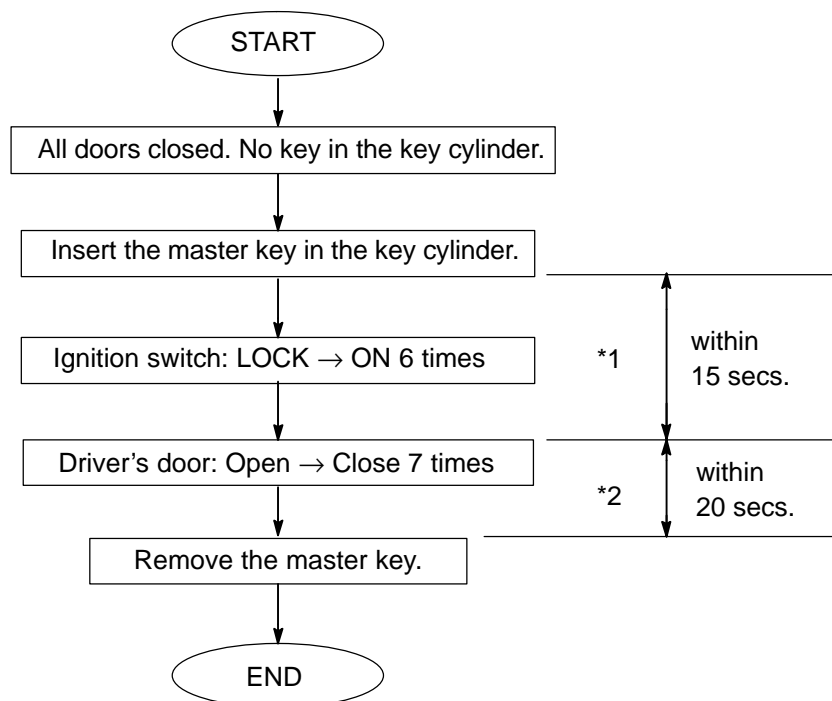 START
All doors closed. No key in the key cylinder.
Insert the master key in the key cylinder.
Ignition switch: LOCK → ON 6 times
*1
within
15 secs.
Driver's door: Open → Close 7 times
*2
within
20 secs.
Remove the master key.
END